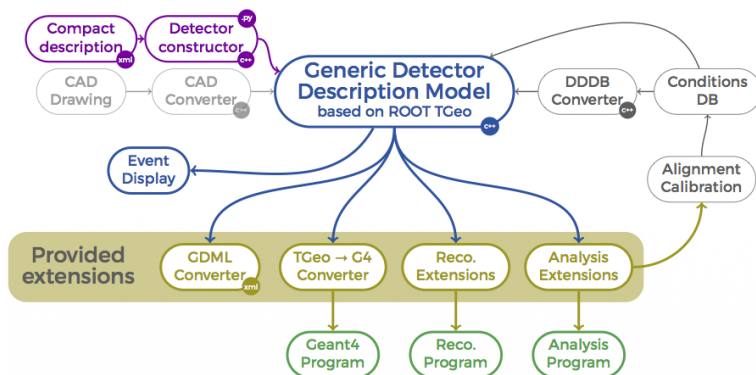 Compact
description
xml
Detector
constructor
.py
c++
CAD
Drawing
CAD
Converter
c++
Generic Detector
Description Model
based on ROOT TGeo
c++
DDDB
Converter
c++
Conditions
DB
Event
Display
Alignment
Calibration
Provided
extensions
GDML
Converter
xml
TGeo → G4
Converter
Reco.
Extensions
Analysis
Extensions
Geant4
Program
Reco.
Program
Analysis
Program